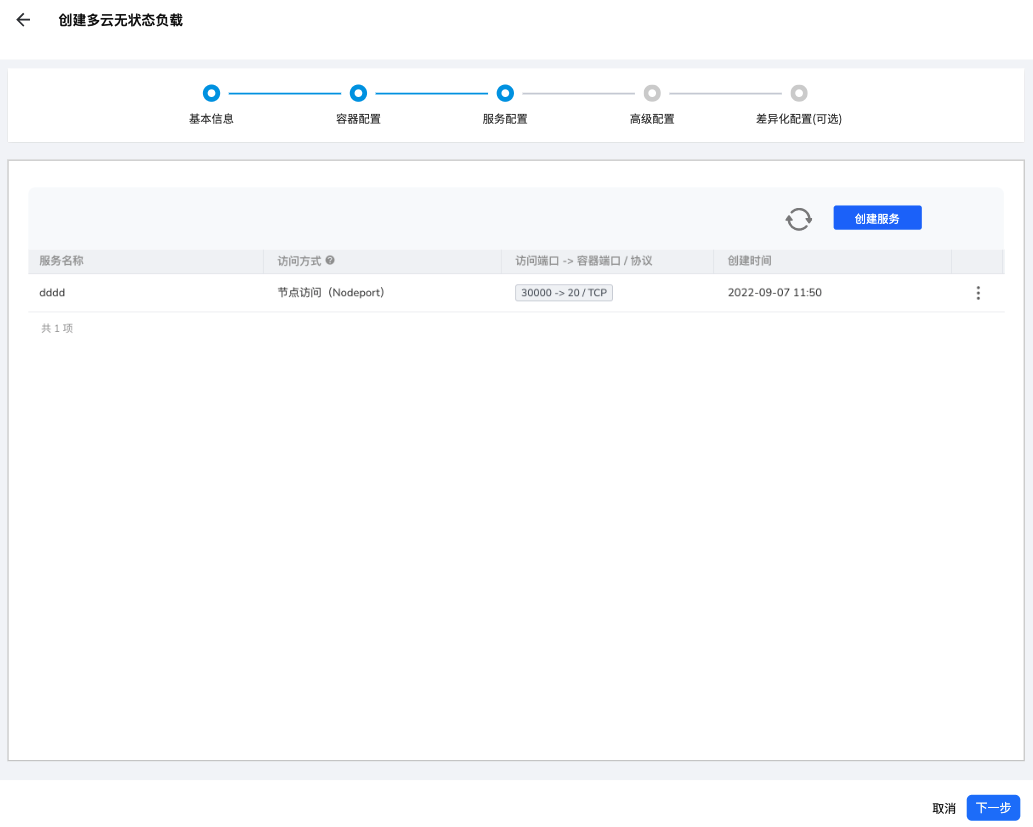 创建多云无状态负载
基本信息 容器配置 服务配置 高级配置 差异化配置(可选)
创建服务
服务名称 访问方式 访问端口 -> 容器端口 / 协议 创建时间
dddd 节点访问（Nodeport） 30000 -> 20 / TCP 2022-09-07 11:50
共 1 项
取消 下一步